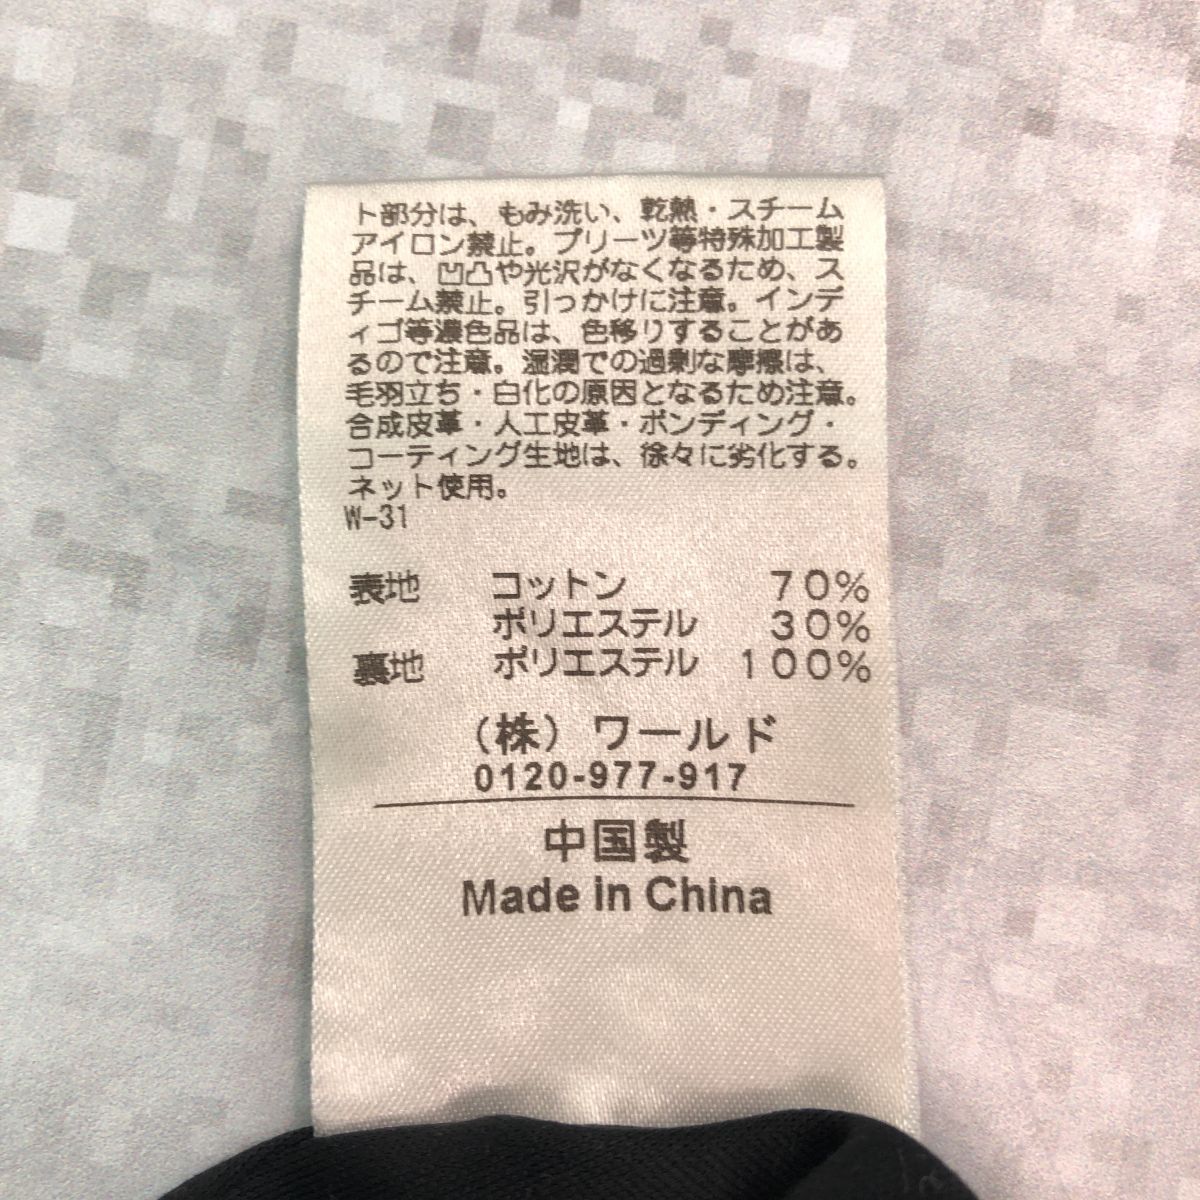 ト部分は、もみ洗い、乾熱・スチーム
アイロン禁止。プリーツ等特殊加工製
品は、凹凸や光沢がなくなるため、ス
チーム禁止。引っかけに注意。インデ
ィゴ等濃色品は、色移りすることがあ
るので注意。湿潤での過剰な摩擦は、
毛羽立ち・白化の原因となるため注意。
合成皮革・人工皮革・ボンディング・
コーティング生地は、徐々に劣化する。
ネット使用。
W-31
表地 コットン 70%
ポリエステル 30%
裏地 ポリエステル 100%
(株) ワールド
0120-977-917
中国製
Made in China